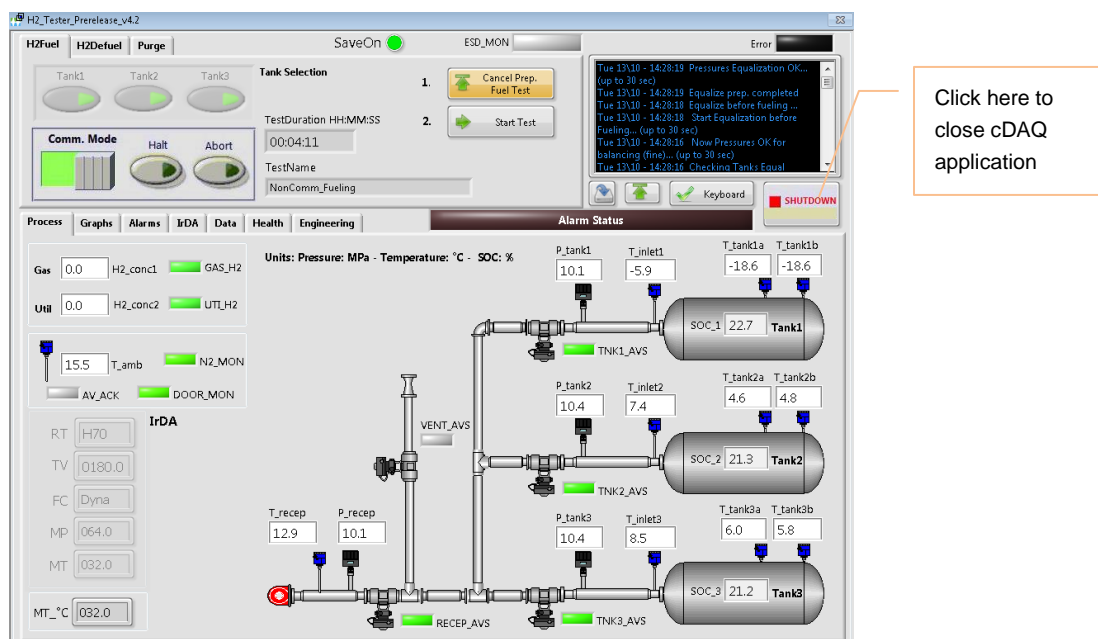 H2_Tester_Prerelease_v4.2
H2Fuel H2Defuel Purge
SaveOn
ESD_MON
Error
Tank1 Tank2 Tank3
Tank Selection
1. Cancel Prep. Fuel Test
TestDuration HH:MM:SS
00:04:11
2. Start Test
Comm. Mode
Halt
Abort
TestName
NonComm_Fueling
Tue 13\10 - 14:28:19 Pressures Equalization OK...
(up to 30 sec)
Tue 13\10 - 14:28:19 Equalize prep. completed
Tue 13\10 - 14:28:18 Equalize before fueling ...
Tue 13\10 - 14:28:18 Start Equalization before
Fueling... (up to 30 sec)
Tue 13\10 - 14:28:16 Now Pressures OK for
balancing (fine)... (up to 30 sec)
Tue 13\10 - 14:28:16 Checking Tanks Equal
Keyboard
SHUTDOWN
Click here to
close cDAQ
application
Process Graphs Alarms IrDA Data Health Engineering
Alarm Status
Gas 0.0 H2_conc1 GAS_H2
Util 0.0 H2_conc2 UTI_H2
15.5 T_amb N2_MON
AV_ACK DOOR_MON
IrDA
RT H70
TV 0180.0
FC Dyna
MP 064.0
MT 032.0
MT_°C 032.0
Units: Pressure: MPa - Temperature: °C - SOC: %
P_tank1 T_inlet1 T_tank1a T_tank1b
10.1 -5.9 -18.6 -18.6
SOC_1 22.7 Tank1
TNK1_AVS
P_tank2 T_inlet2 T_tank2a T_tank2b
10.4 7.4 4.6 4.8
VENT_AVS
SOC_2 21.3 Tank2
TNK2_AVS
T_recep P_recep
12.9 10.1
P_tank3 T_inlet3 T_tank3a T_tank3b
10.4 8.5 6.0 5.8
SOC_3 21.2 Tank3
RECEP_AVS
TNK3_AVS